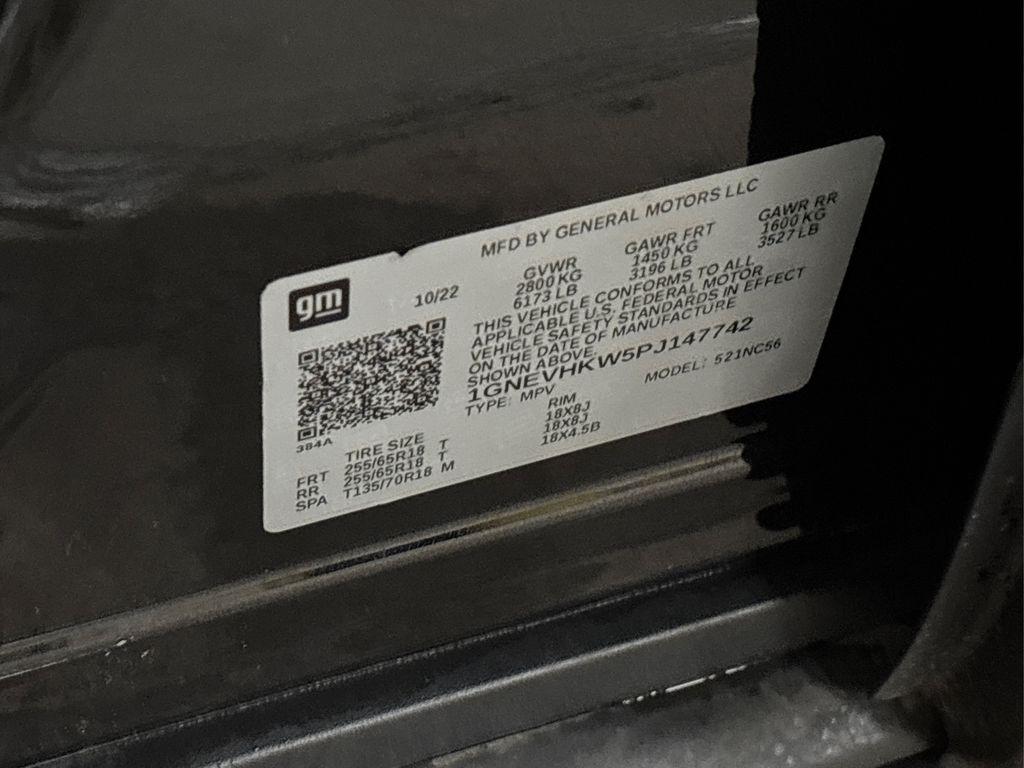 gm
10/22
MFD BY GENERAL MOTORS LLC
GVWR GAWR FRT GAWR RR
2800 KG 1450 KG 1600 KG
6173 LB 3196 LB 3527 LB
THIS VEHICLE CONFORMS TO ALL
APPLICABLE U.S. FEDERAL MOTOR
VEHICLE SAFETY STANDARDS IN EFFECT
ON THE DATE OF MANUFACTURE
SHOWN ABOVE.
1GNEVHKW5PJ147742
TYPE: MPV MODEL: 521NC56
384A
TIRE SIZE RIM
FRT 255/65R18 T 18X8J
RR 255/65R18 T 18X8J
SPA T135/70R18 M 18X4.5B